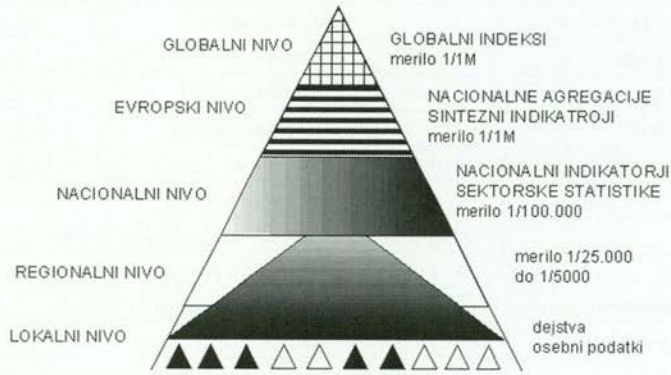 GLOBALNI NIVO
GLOBALNI INDEKSI
merilo 1/1M
EVROPSKI NIVO
NACIONALNE AGREGACIJE
SINTEZNI INDIKATROJI
merilo 1/1M
NACIONALNI NIVO
NACIONALNI INDIKATORJI
SEKTORSKE STATISTIKE
merilo 1/100.000
REGIONALNI NIVO
merilo 1/25.000
do 1/5000
LOKALNI NIVO
dejstva
osebni podatki